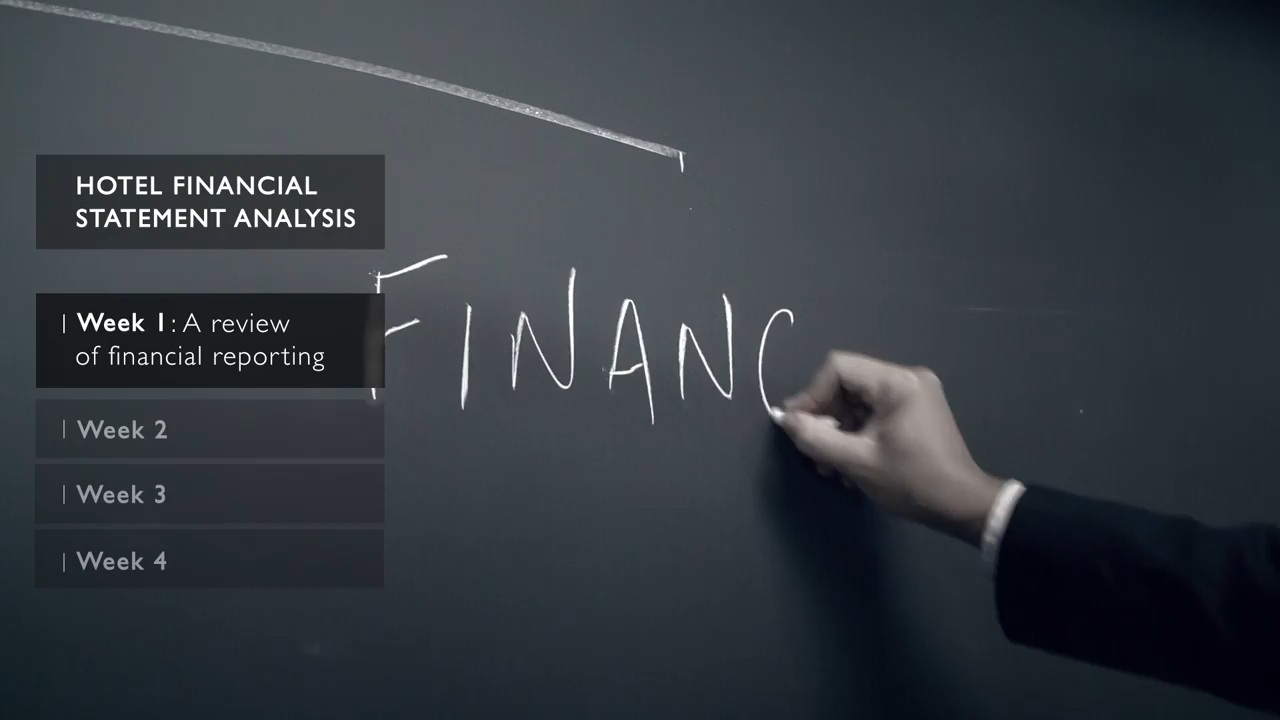 HOTEL FINANCIAL
STATEMENT ANALYSIS
| Week 1: A review
of financial reporting
| Week 2
| Week 3
| Week 4
FINANC